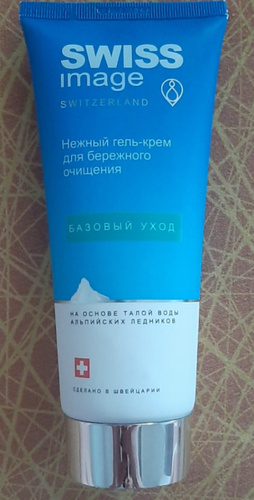 SWISS
image
SWITZERLAND
Нежный гель-крем
для бережного
очищения
БАЗОВЫЙ УХОД
НА ОСНОВЕ ТАЛОЙ ВОДЫ
АЛЬПИЙСКИХ ЛЕДНИКОВ
СДЕЛАНО В ШВЕЙЦАРИИ